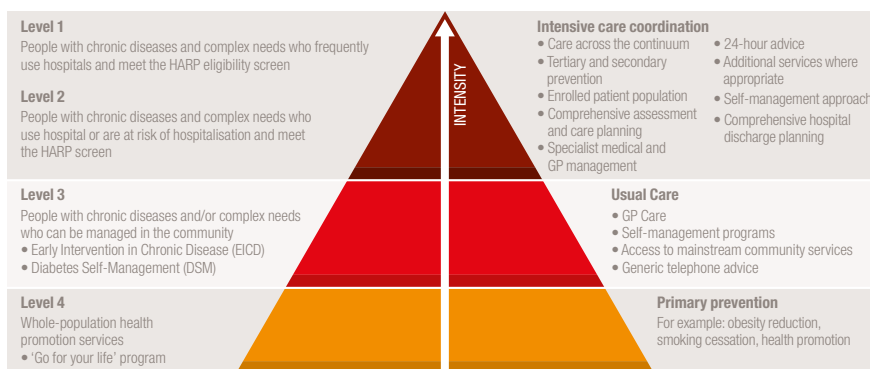 Level 1
People with chronic diseases and complex needs who frequently
use hospitals and meet the HARP eligibility screen
Level 2
People with chronic diseases and complex needs who
use hospital or are at risk of hospitalisation and meet
the HARP screen
INTENSITY
Intensive care coordination
• Care across the continuum
• Tertiary and secondary
prevention
• Enrolled patient population
• Comprehensive assessment
and care planning
• Specialist medical and
GP management
• 24-hour advice
• Additional services where
appropriate
• Self-management approach
• Comprehensive hospital
discharge planning
Level 3
People with chronic diseases and/or complex needs
who can be managed in the community
• Early Intervention in Chronic Disease (EICD)
• Diabetes Self-Management (DSM)
Usual Care
• GP Care
• Self-management programs
• Access to mainstream community services
• Generic telephone advice
Level 4
Whole-population health
promotion services
• ‘Go for your life’ program
Primary prevention
For example: obesity reduction,
smoking cessation, health promotion